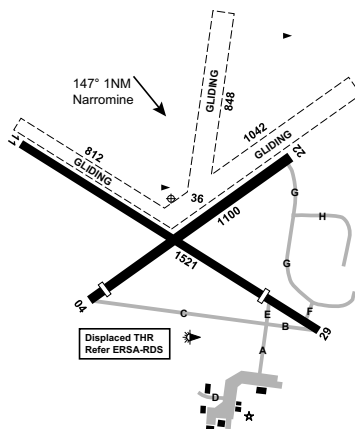 147° 1NM
Narromine
GLIDING
848
1042
GLIDING
812
GLIDING
11
22
36
1100
1521
G
H
G
04
C
E
B
F
29
A
Displaced THR
Refer ERSA-RDS
D